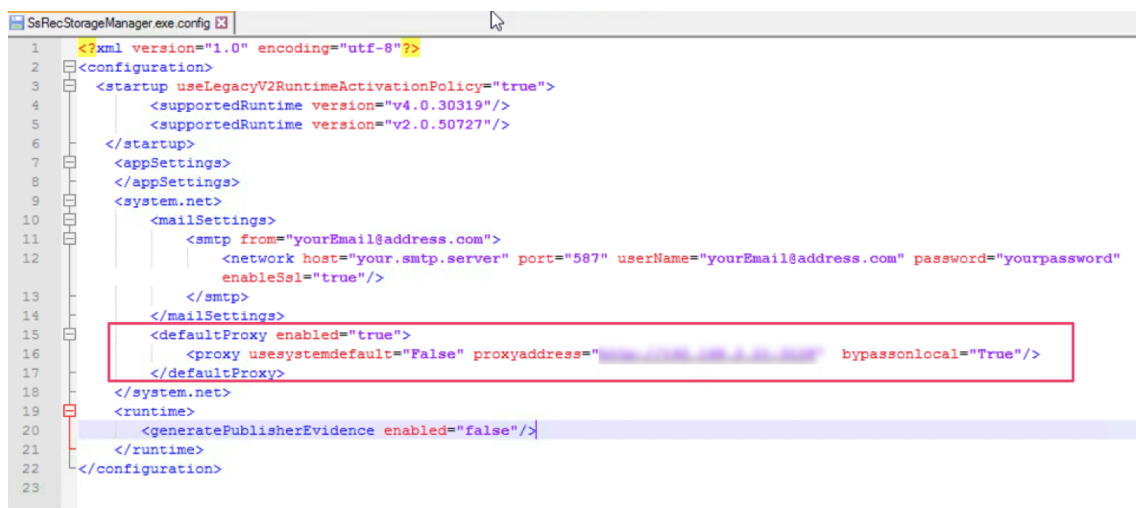 SsRecStorageManager.exe.config
1 <?xml version="1.0" encoding="utf-8"?>
2 <configuration>
3 <startup useLegacyV2RuntimeActivationPolicy="true">
4 <supportedRuntime version="v4.0.30319"/>
5 <supportedRuntime version="v2.0.50727"/>
6 </startup>
7 <appSettings>
8 </appSettings>
9 <system.net>
10 <mailSettings>
11 <smtp from="yourEmail@address.com">
12 <network host="your.smtp.server" port="587" userName="yourEmail@address.com" password="yourpassword"
enableSsl="true"/>
13 </smtp>
14 </mailSettings>
15 <defaultProxy enabled="true">
16 <proxy usesystemdefault="False" proxyaddress=" bypassonlocal="True"/>
17 </defaultProxy>
18 </system.net>
19 <runtime>
20 <generatePublisherEvidence enabled="false"/>
21 </runtime>
22 </configuration>
23